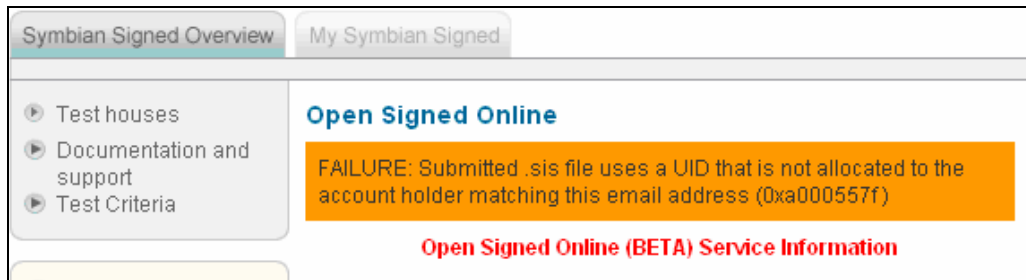 Symbian Signed Overview
My Symbian Signed
Test houses
Documentation and
support
Test Criteria
Open Signed Online
FAILURE: Submitted .sis file uses a UID that is not allocated to the
account holder matching this email address (0xa000557f)
Open Signed Online (BETA) Service Information